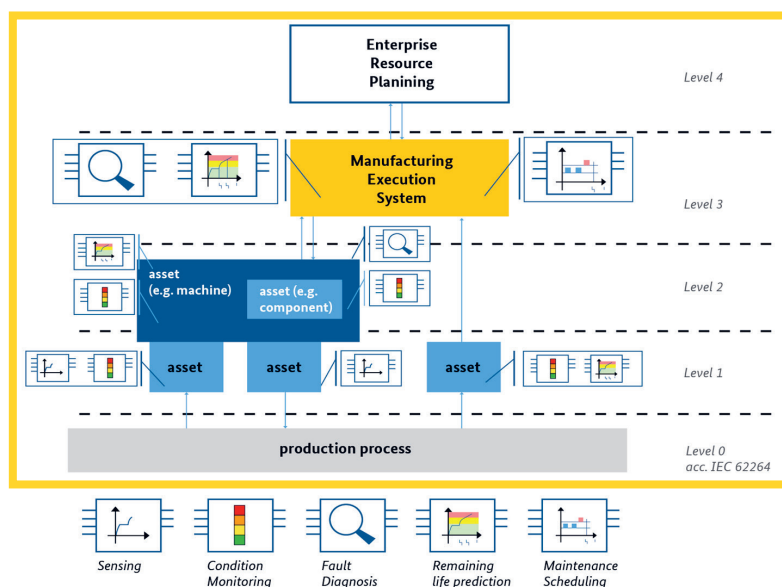 Enterprise
Resource
Planining
Level 4
Manufacturing
Execution
System
Level 3
asset
(e.g. machine)
asset (e.g.
component)
Level 2
asset
asset
asset
Level 1
production process
Level 0
acc. IEC 62264
Sensing
Condition
Monitoring
Fault
Diagnosis
Remaining
life prediction
Maintenance
Scheduling